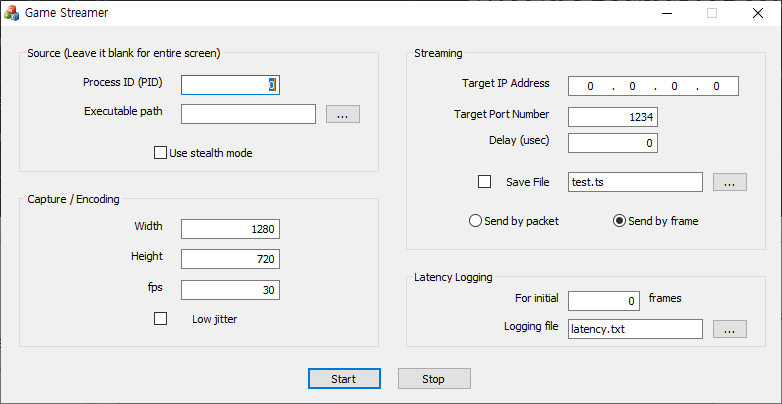 Game Streamer
Source (Leave it blank for entire screen)
Process ID (PID) 0
Executable path ...
Use stealth mode
Capture / Encoding
Width 1280
Height 720
fps 30
Low jitter
Streaming
Target IP Address 0 . 0 . 0 . 0
Target Port Number 1234
Delay (usec) 0
Save File test.ts ...
Send by packet Send by frame
Latency Logging
For initial 0 frames
Logging file latency.txt ...
Start Stop